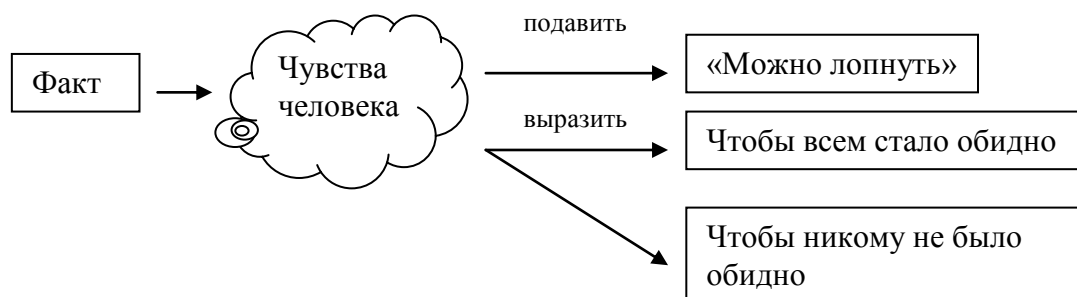 подавить
Факт
Чувства
человека
«Можно лопнуть»
выразить
Чтобы всем стало обидно
Чтобы никому не было
обидно